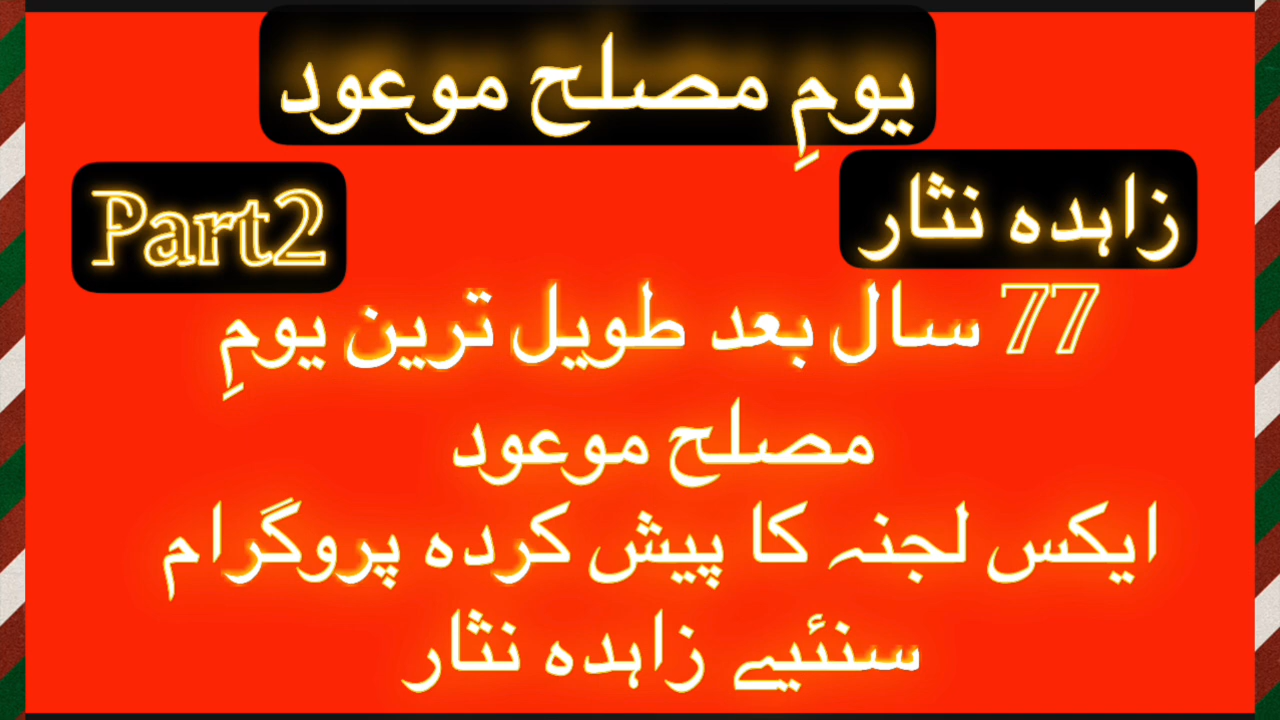 یومِ مصلح موعود
زاہدہ نثار
Part2
77 سال بعد طویل ترین یومِ
مصلح موعود
ایکس لجنہ کا پیش کردہ پروگرام
سنئیے زاہدہ نثار